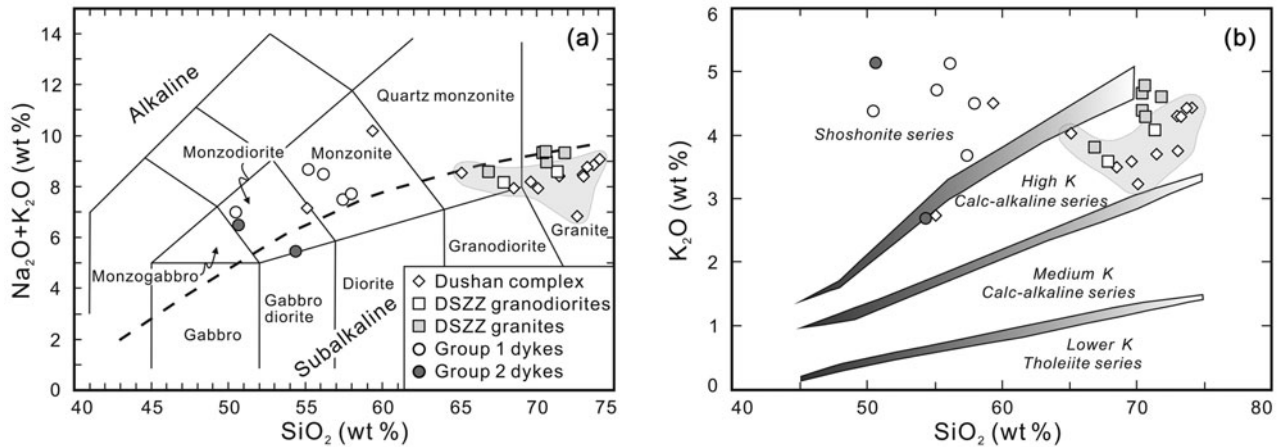 (a)
Na2O+K2O (wt %)
16
14
12
10
8
6
4
2
0
40 45 50 55 60 65 70 75
SiO2 (wt %)
Alkaline
Subalkaline
Quartz monzonite
Monzodiorite
Monzonite
Monzogabbro
Gabbro
Gabbro
diorite
Diorite
Granodiorite
Granite
Dushan complex
DSZZ granodiorites
DSZZ granites
Group 1 dykes
Group 2 dykes
(b)
K2O (wt %)
6
5
4
3
2
1
0
40 50 60 70 80
SiO2 (wt %)
Shoshonite series
High K
Calc-alkaline series
Medium K
Calc-alkaline series
Lower K
Tholeiite series